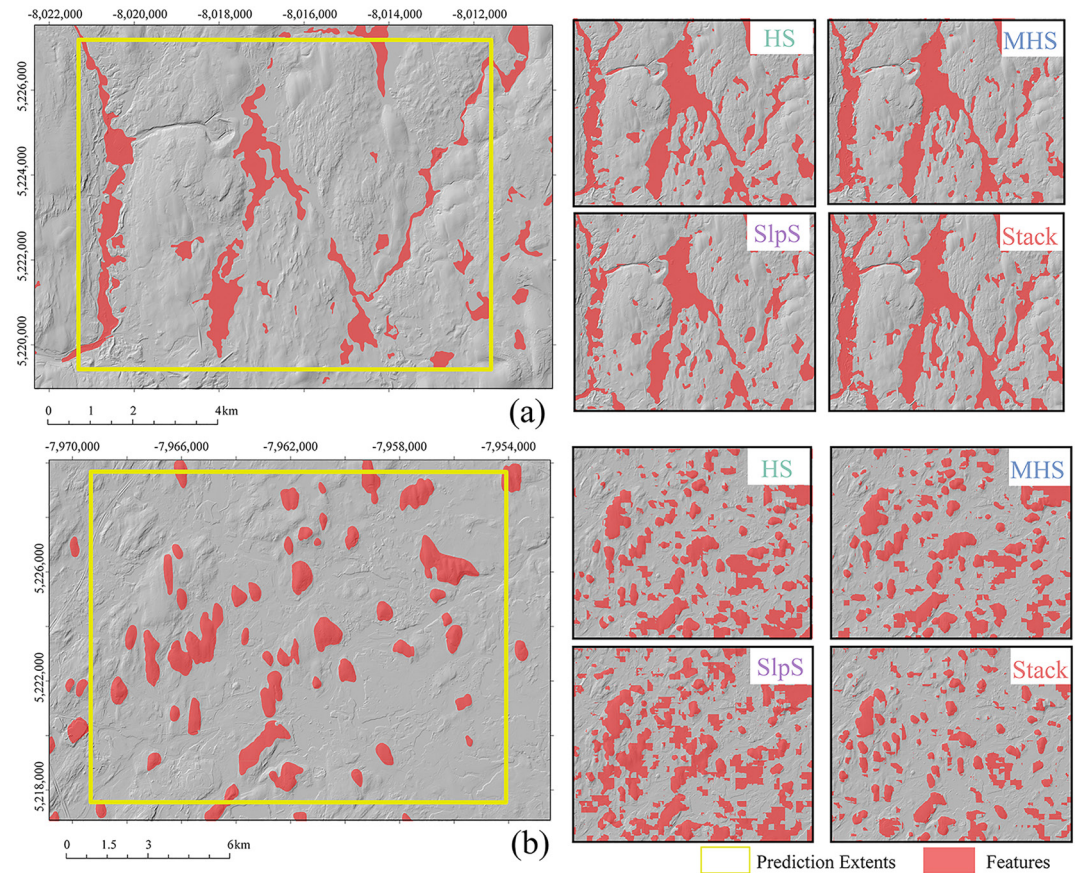 -8,022,000 -8,020,000 -8,018,000 -8,016,000 -8,014,000 -8,012,000
5,226,000
5,224,000
5,222,000
5,220,000
0 1 2 4km
(a)
HS
MHS
SlpS
Stack
-7,970,000 -7,966,000 -7,962,000 -7,958,000 -7,954,000
5,226,000
5,222,000
5,218,000
0 1.5 3 6km
(b)
HS
MHS
SlpS
Stack
Prediction Extents Features